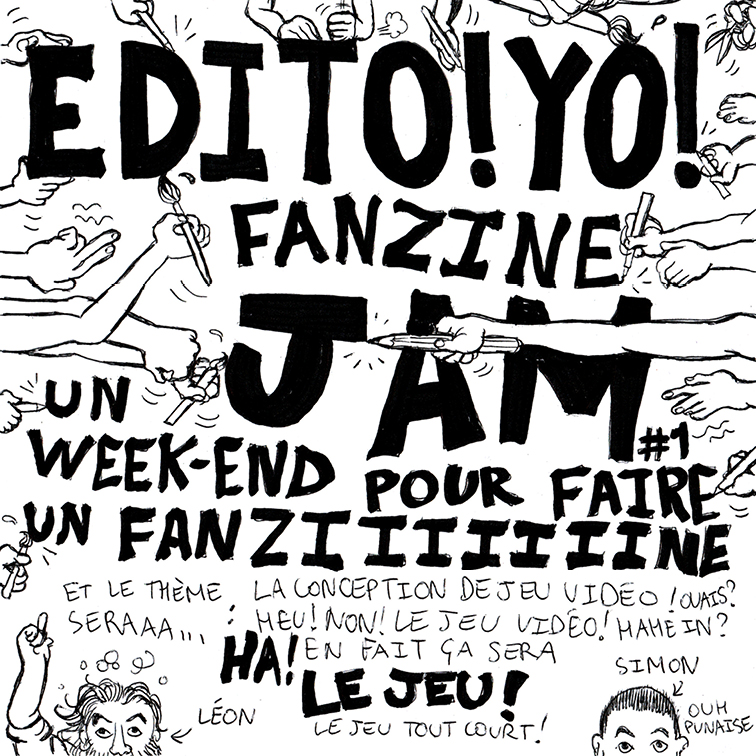 EDITO! YO!
FANZINE
JAM
#1
UN
WEEK-END POUR FAIRE
UN FANZIIIIIIIINE
ET LE THÈME SERAAA... :
LA CONCEPTION DE JEU VIDÉO ! OUAIS?
HEU! NON! LE JEU VIDÉO! HAHEIN?
HA! EN FAIT ÇA SERA
LE JEU!
LE JEU TOUT COURT!
LÉON
SIMON
OUH
PUNAISE